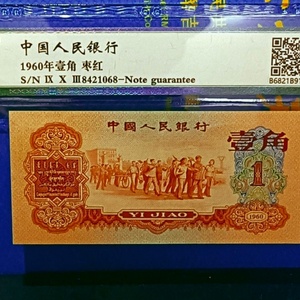 中国人民银行
1960年壹角 枣红
S/N Ⅸ X Ⅲ8421068-Note guarantee
中国人民银行
壹角
1
YI JIAO
1960